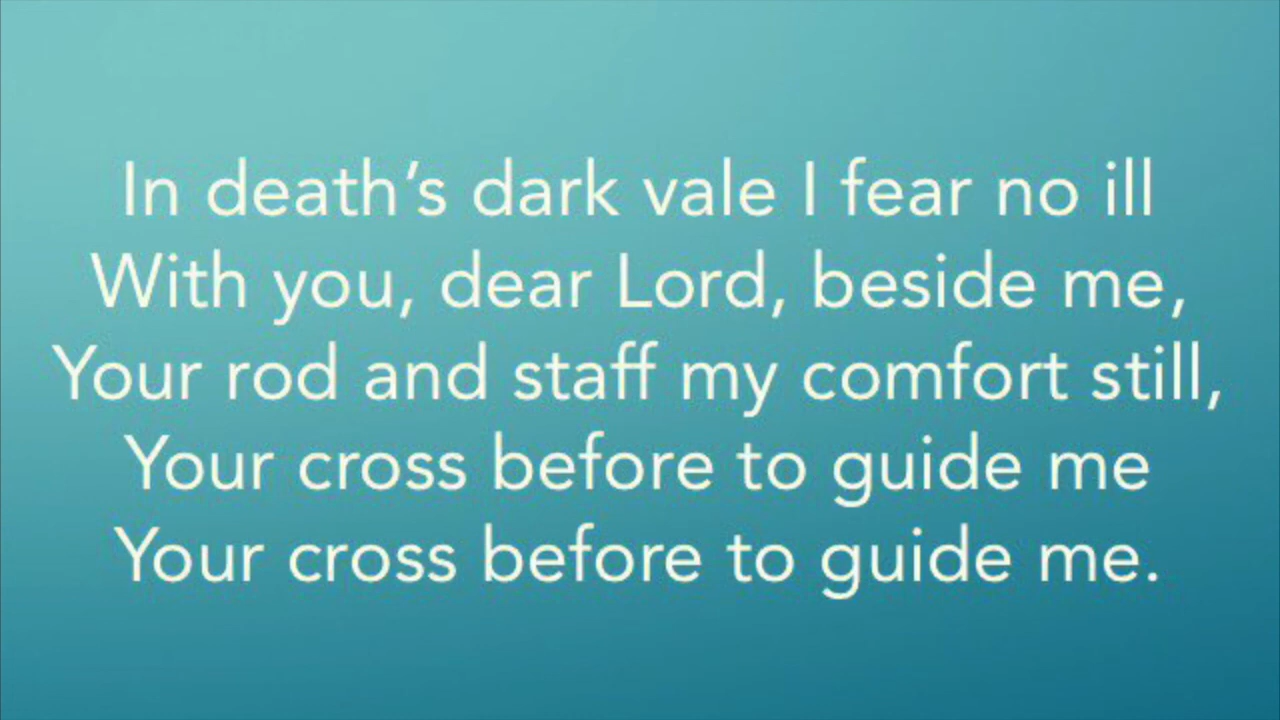 In death’s dark vale I fear no ill
With you, dear Lord, beside me,
Your rod and staff my comfort still,
Your cross before to guide me
Your cross before to guide me.